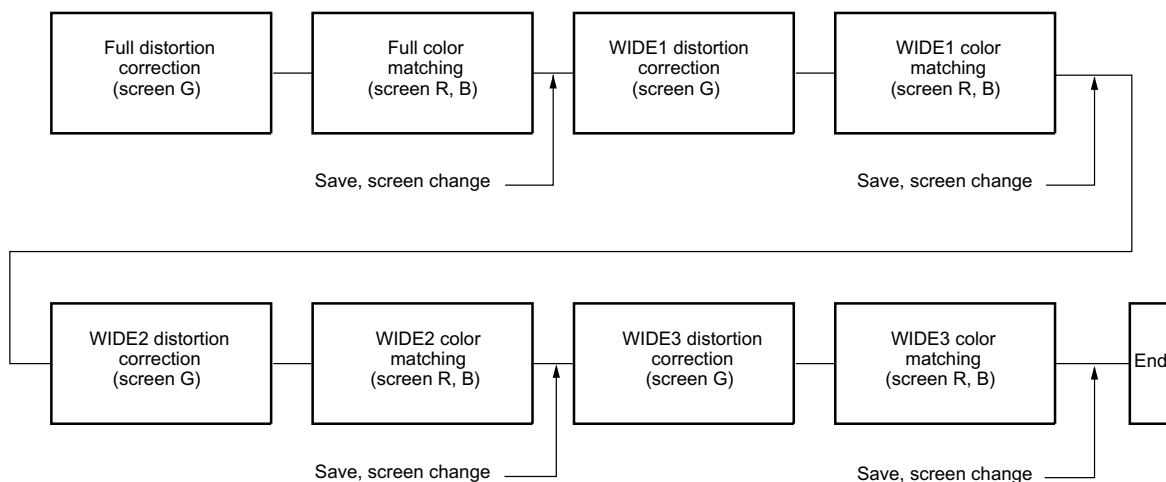 Full distortion
correction
(screen G)
Full color
matching
(screen R, B)
WIDE1 distortion
correction
(screen G)
WIDE1 color
matching
(screen R, B)
Save, screen change
Save, screen change
WIDE2 distortion
correction
(screen G)
WIDE2 color
matching
(screen R, B)
WIDE3 distortion
correction
(screen G)
WIDE3 color
matching
(screen R, B)
End
Save, screen change
Save, screen change